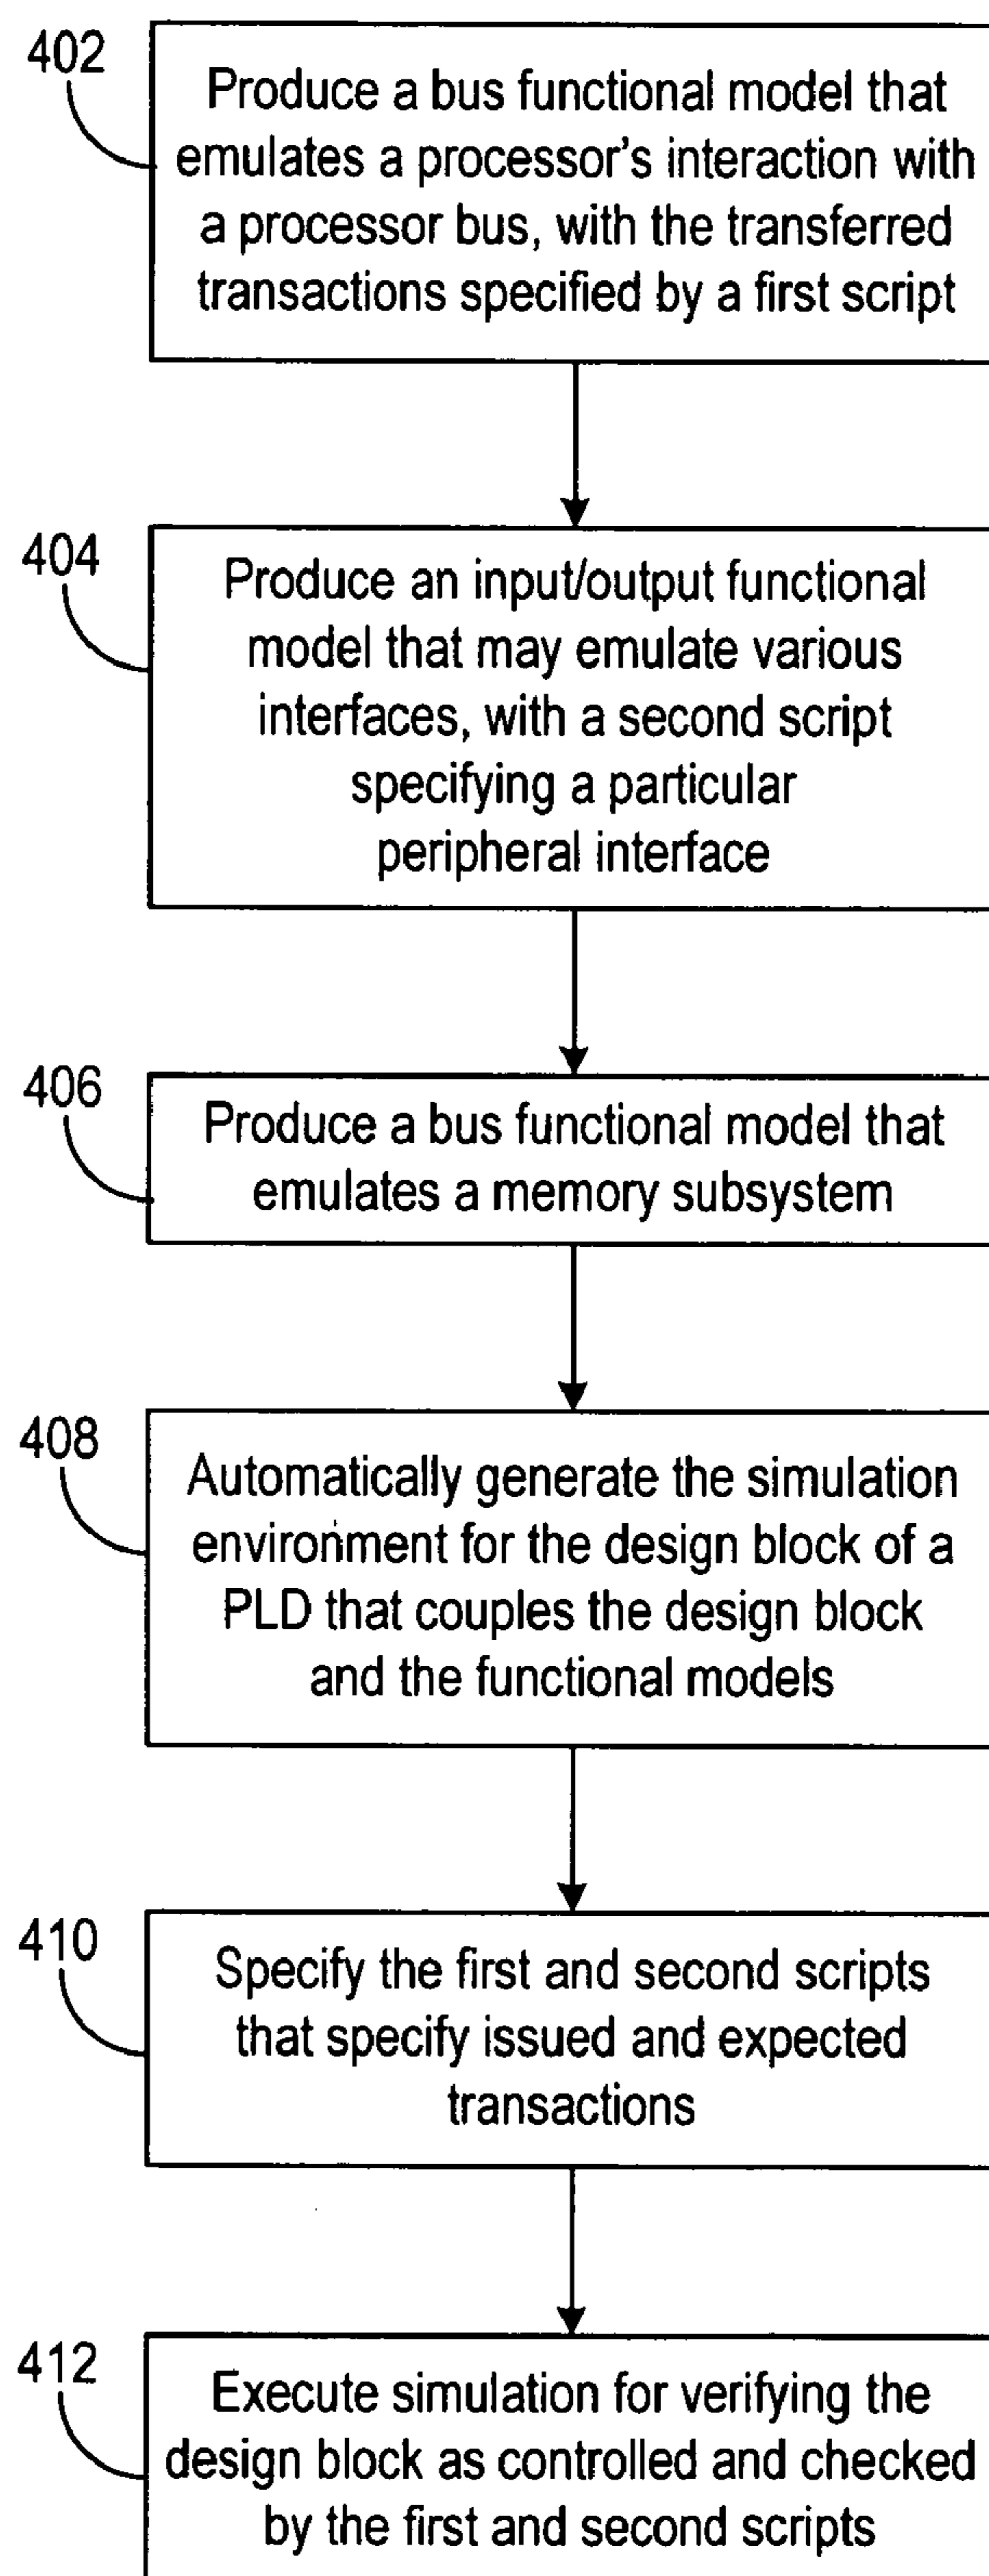 402
Produce a bus functional model that
emulates a processor's interaction with
a processor bus, with the transferred
transactions specified by a first script
404
Produce an input/output functional
model that may emulate various
interfaces, with a second script
specifying a particular
peripheral interface
406
Produce a bus functional model that
emulates a memory subsystem
408
Automatically generate the simulation
environment for the design block of a
PLD that couples the design block
and the functional models
410
Specify the first and second scripts
that specify issued and expected
transactions
412
Execute simulation for verifying the
design block as controlled and checked
by the first and second scripts